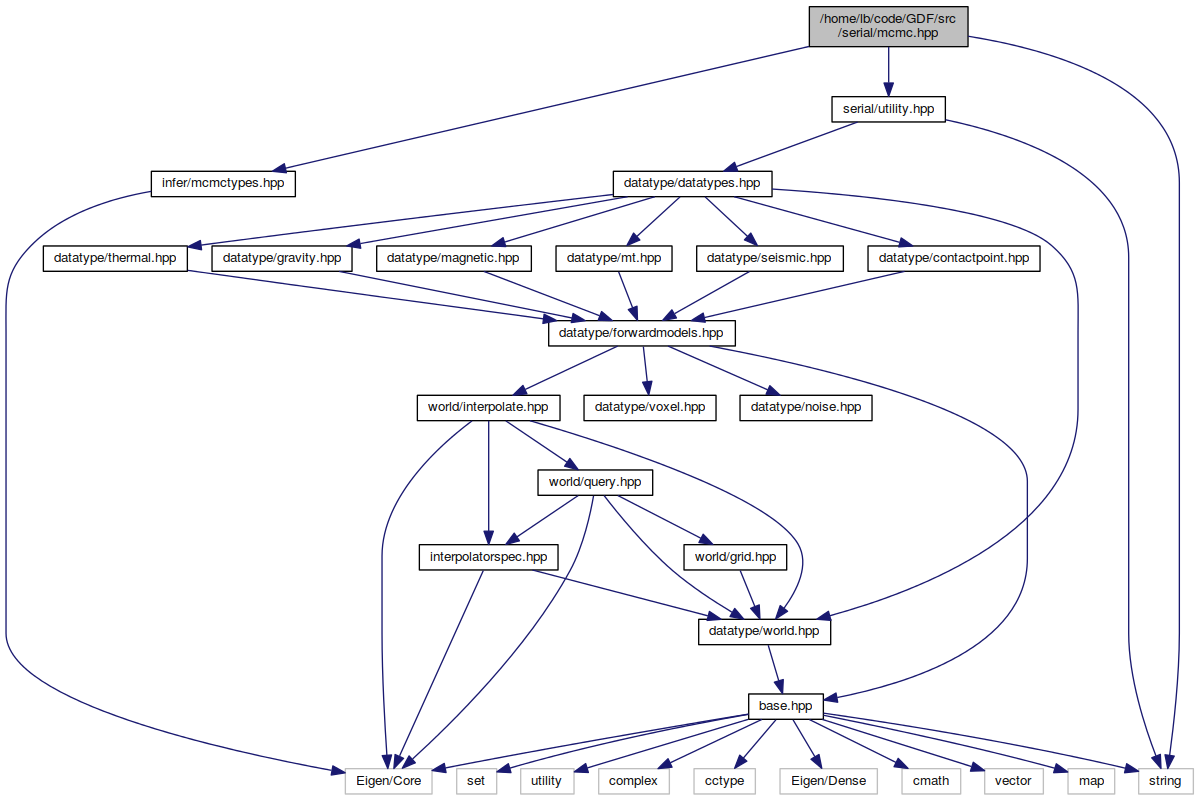 /home/lb/code/GDF/src
/serial/mcmc.hpp
serial/utility.hpp
infer/mcmctypes.hpp
datatype/datatypes.hpp
datatype/thermal.hpp
datatype/gravity.hpp
datatype/magnetic.hpp
datatype/mt.hpp
datatype/seismic.hpp
datatype/contactpoint.hpp
datatype/forwardmodels.hpp
world/interpolate.hpp
datatype/voxel.hpp
datatype/noise.hpp
world/query.hpp
interpolatorspec.hpp
world/grid.hpp
datatype/world.hpp
base.hpp
Eigen/Core
set
utility
complex
cctype
Eigen/Dense
cmath
vector
map
string